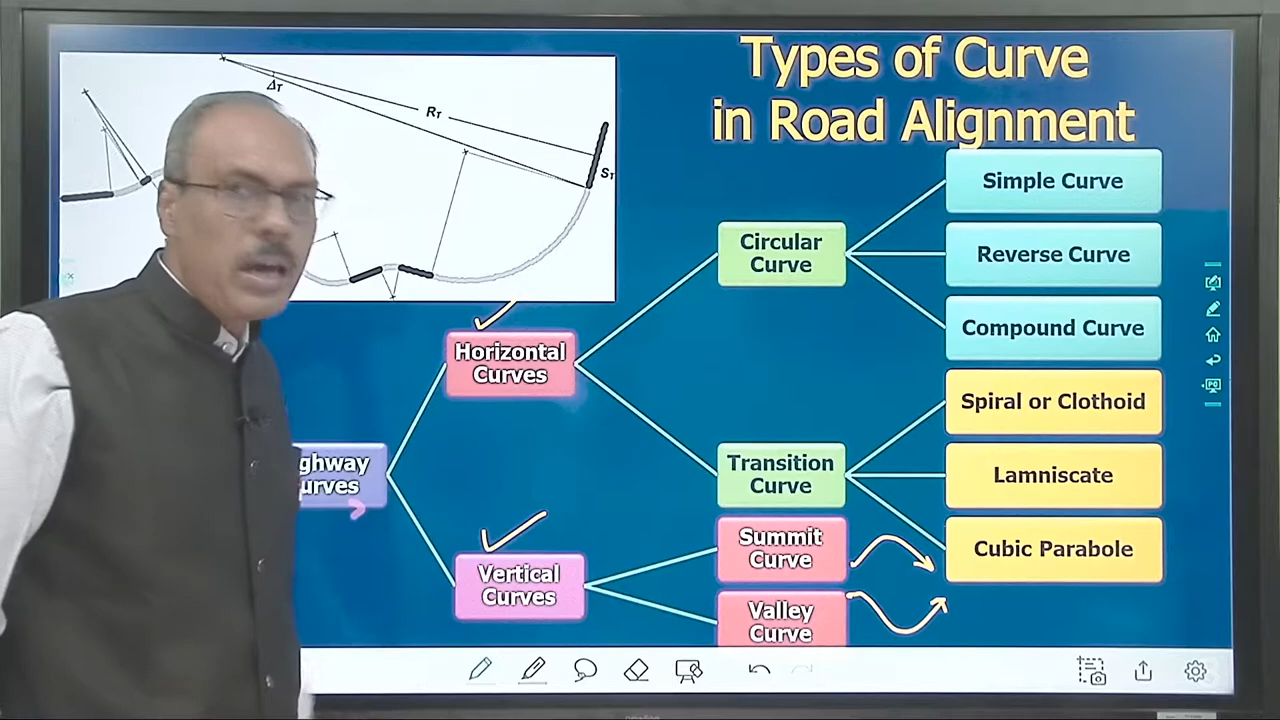 Types of Curve
in Road Alignment
ΔT
RT
ST
Simple Curve
Circular
Curve
Reverse Curve
Compound Curve
Horizontal
Curves
Spiral or Clothoid
Transition
Curve
Lamniscate
Cubic Parabole
ghway
urves
Vertical
Curves
Summit
Curve
Valley
Curve